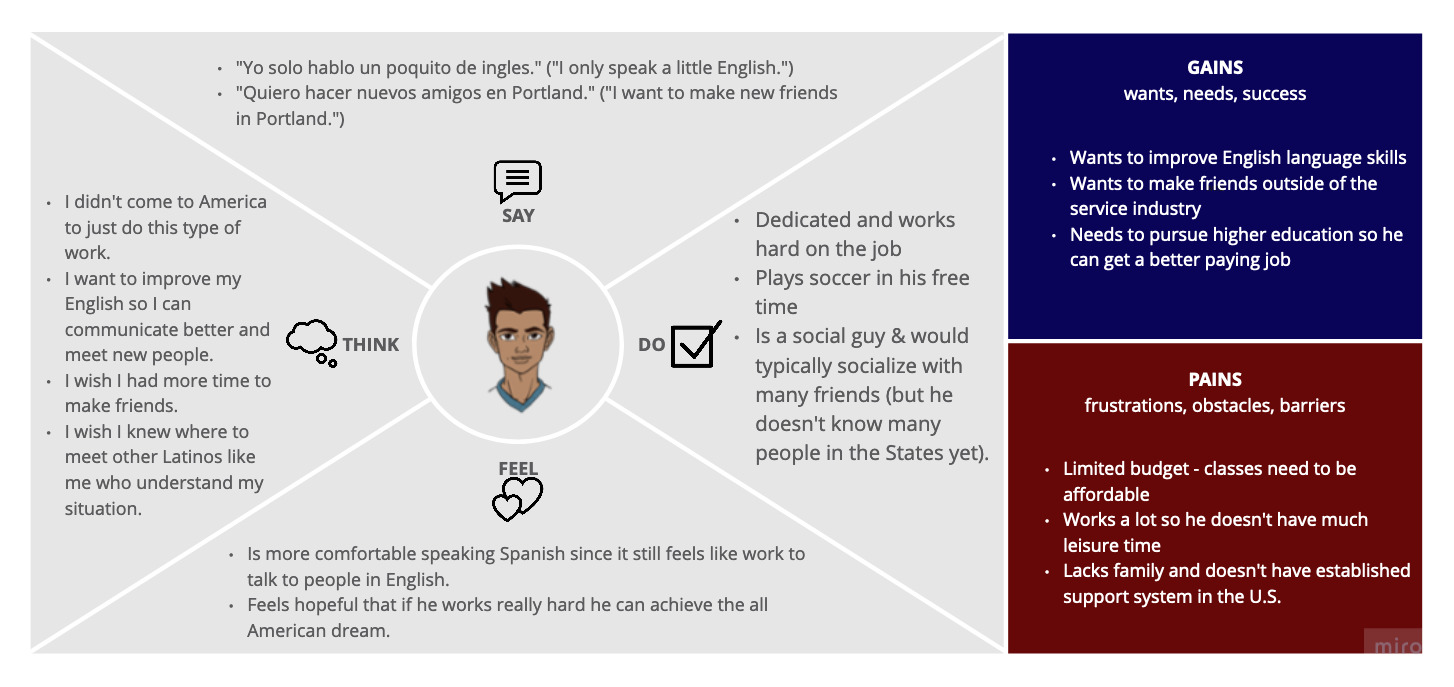 • "Yo solo hablo un poquito de ingles." ("I only speak a little English.")
• "Quiero hacer nuevos amigos en Portland." ("I want to make new friends
in Portland.")
SAY
• I didn't come to America
to just do this type of
work.
• I want to improve my
English so I can
communicate better and
meet new people.
• I wish I had more time to
make friends.
• I wish I knew where to
meet other Latinos like
me who understand my
situation.
THINK
DO
• Dedicated and works
hard on the job
• Plays soccer in his free
time
• Is a social guy & would
typically socialize with
many friends (but he
doesn't know many
people in the States yet).
FEEL
• Is more comfortable speaking Spanish since it still feels like work to
talk to people in English.
• Feels hopeful that if he works really hard he can achieve the all
American dream.
GAINS
wants, needs, success
• Wants to improve English language skills
• Wants to make friends outside of the
service industry
• Needs to pursue higher education so he
can get a better paying job
PAINS
frustrations, obstacles, barriers
• Limited budget - classes need to be
affordable
• Works a lot so he doesn't have much
leisure time
• Lacks family and doesn't have established
support system in the U.S.
miro